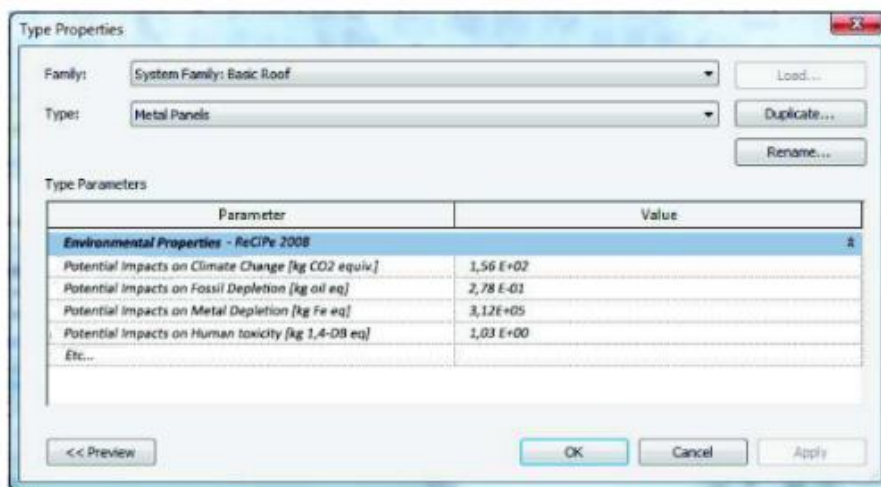 Type Properties
Family: System Family: Basic Roof Load...
Type: Metal Panels Duplicate...
Rename...
Type Parameters
Parameter Value
Environmental Properties - ReCiPe 2008
Potential Impacts on Climate Change [kg CO2 equiv.] 1,56 E+02
Potential Impacts on Fossil Depletion [kg oil eq] 2,78 E-01
Potential Impacts on Metal Depletion [kg Fe eq] 3,12E+05
Potential Impacts on Human toxicity [kg 1,4-DB eq] 1,03 E+00
Etc...
<< Preview OK Cancel Apply